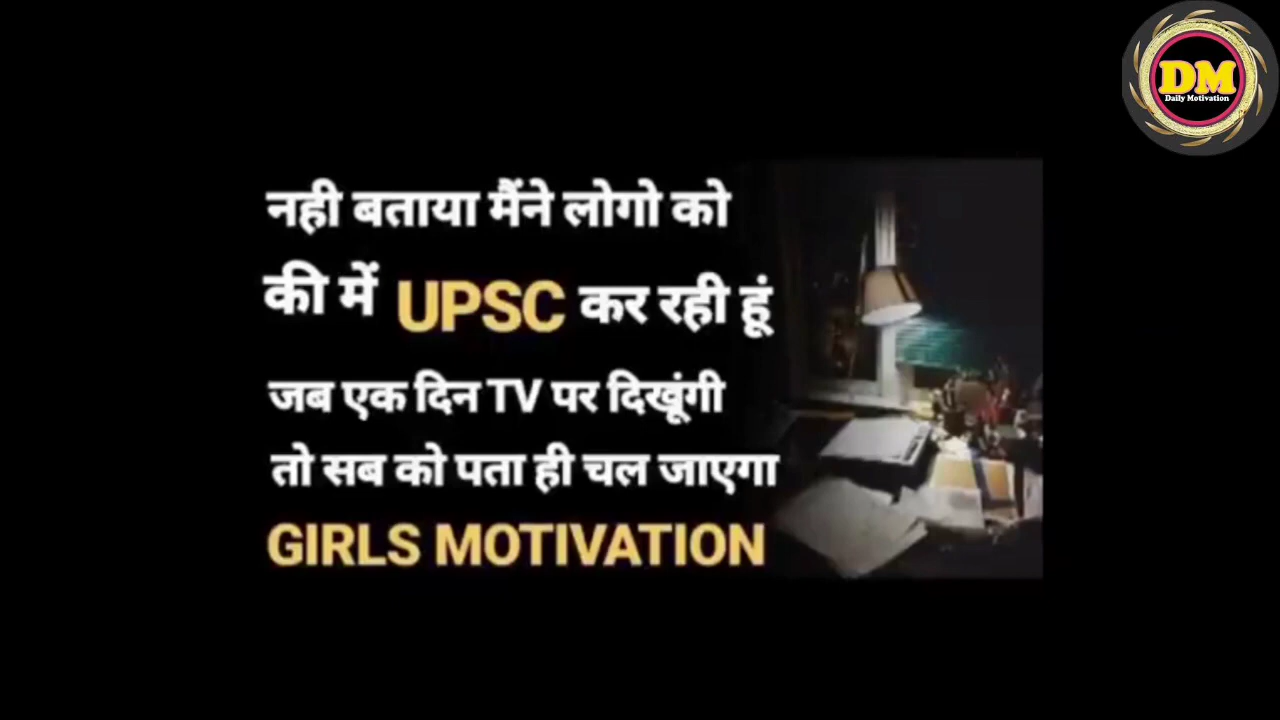 DM
Daily Motivation
नही बताया मैंने लोगो को
की में UPSC कर रही हूं
जब एक दिन TV पर दिखूंगी
तो सब को पता ही चल जाएगा
GIRLS MOTIVATION